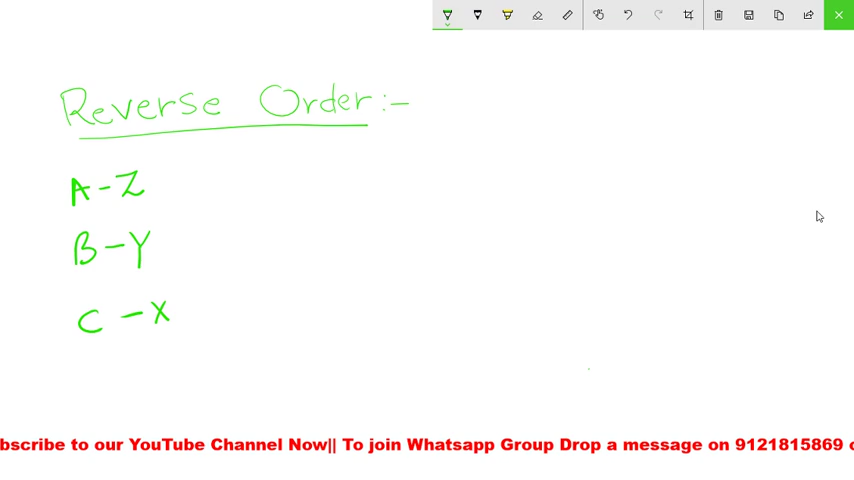 Reverse Order:-
A-Z
B-Y
C-X
bscribe to our YouTube Channel Now|| To join Whatsapp Group Drop a message on 9121815869 o